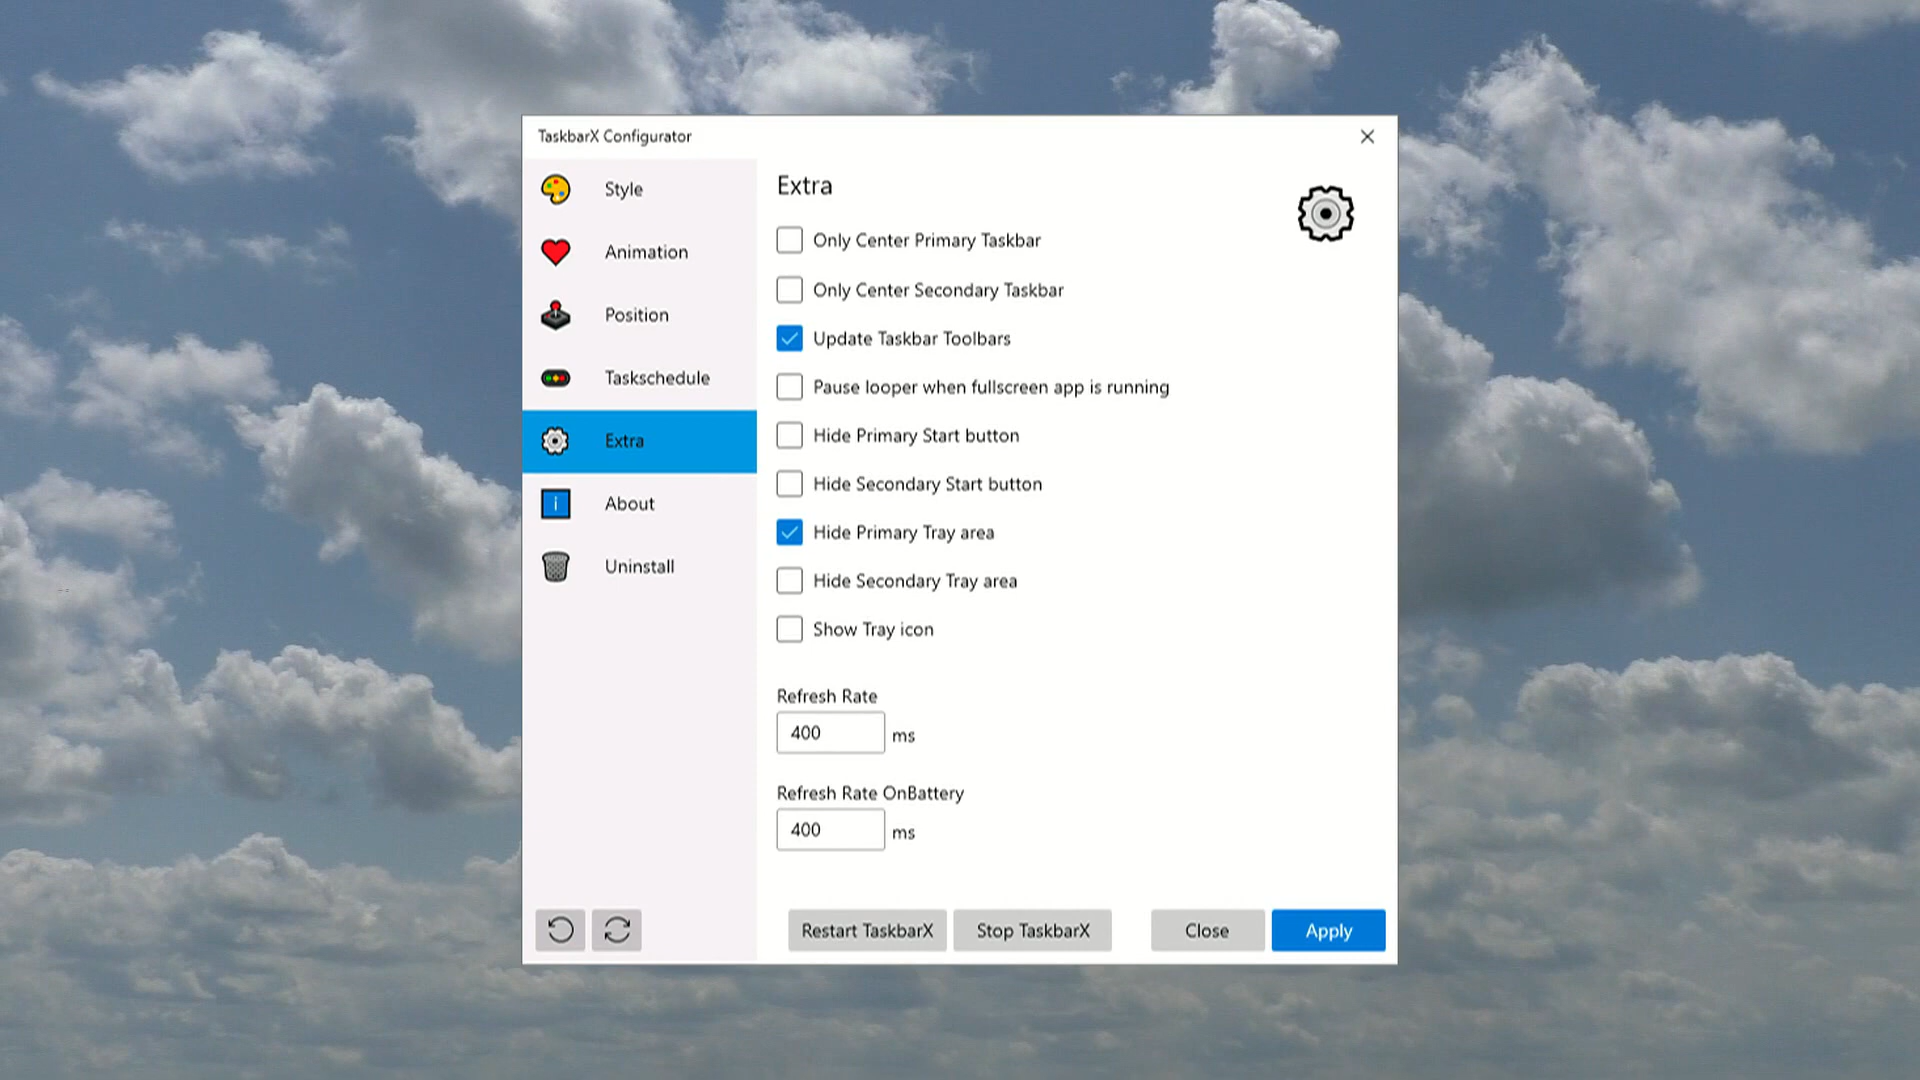 TaskbarX Configurator
Style
Animation
Position
Taskschedule
Extra
About
Uninstall
Extra
Only Center Primary Taskbar
Only Center Secondary Taskbar
Update Taskbar Toolbars
Pause looper when fullscreen app is running
Hide Primary Start button
Hide Secondary Start button
Hide Primary Tray area
Hide Secondary Tray area
Show Tray icon
Refresh Rate
400 ms
Refresh Rate OnBattery
400 ms
Restart TaskbarX Stop TaskbarX Close Apply